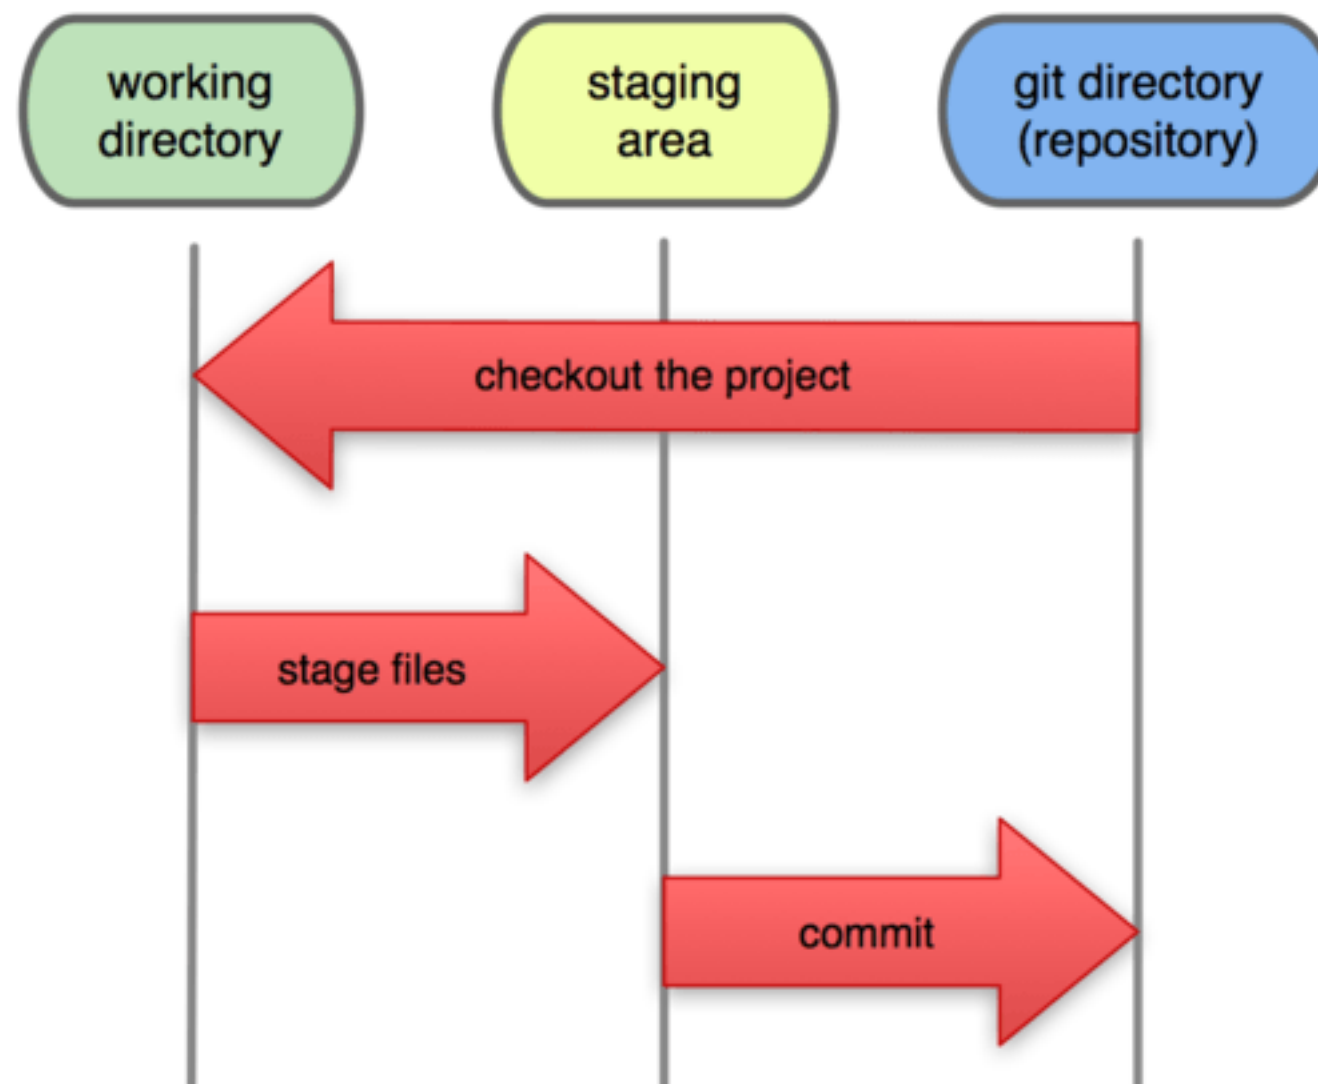 working
directory
staging
area
git directory
(repository)
checkout the project
stage files
commit